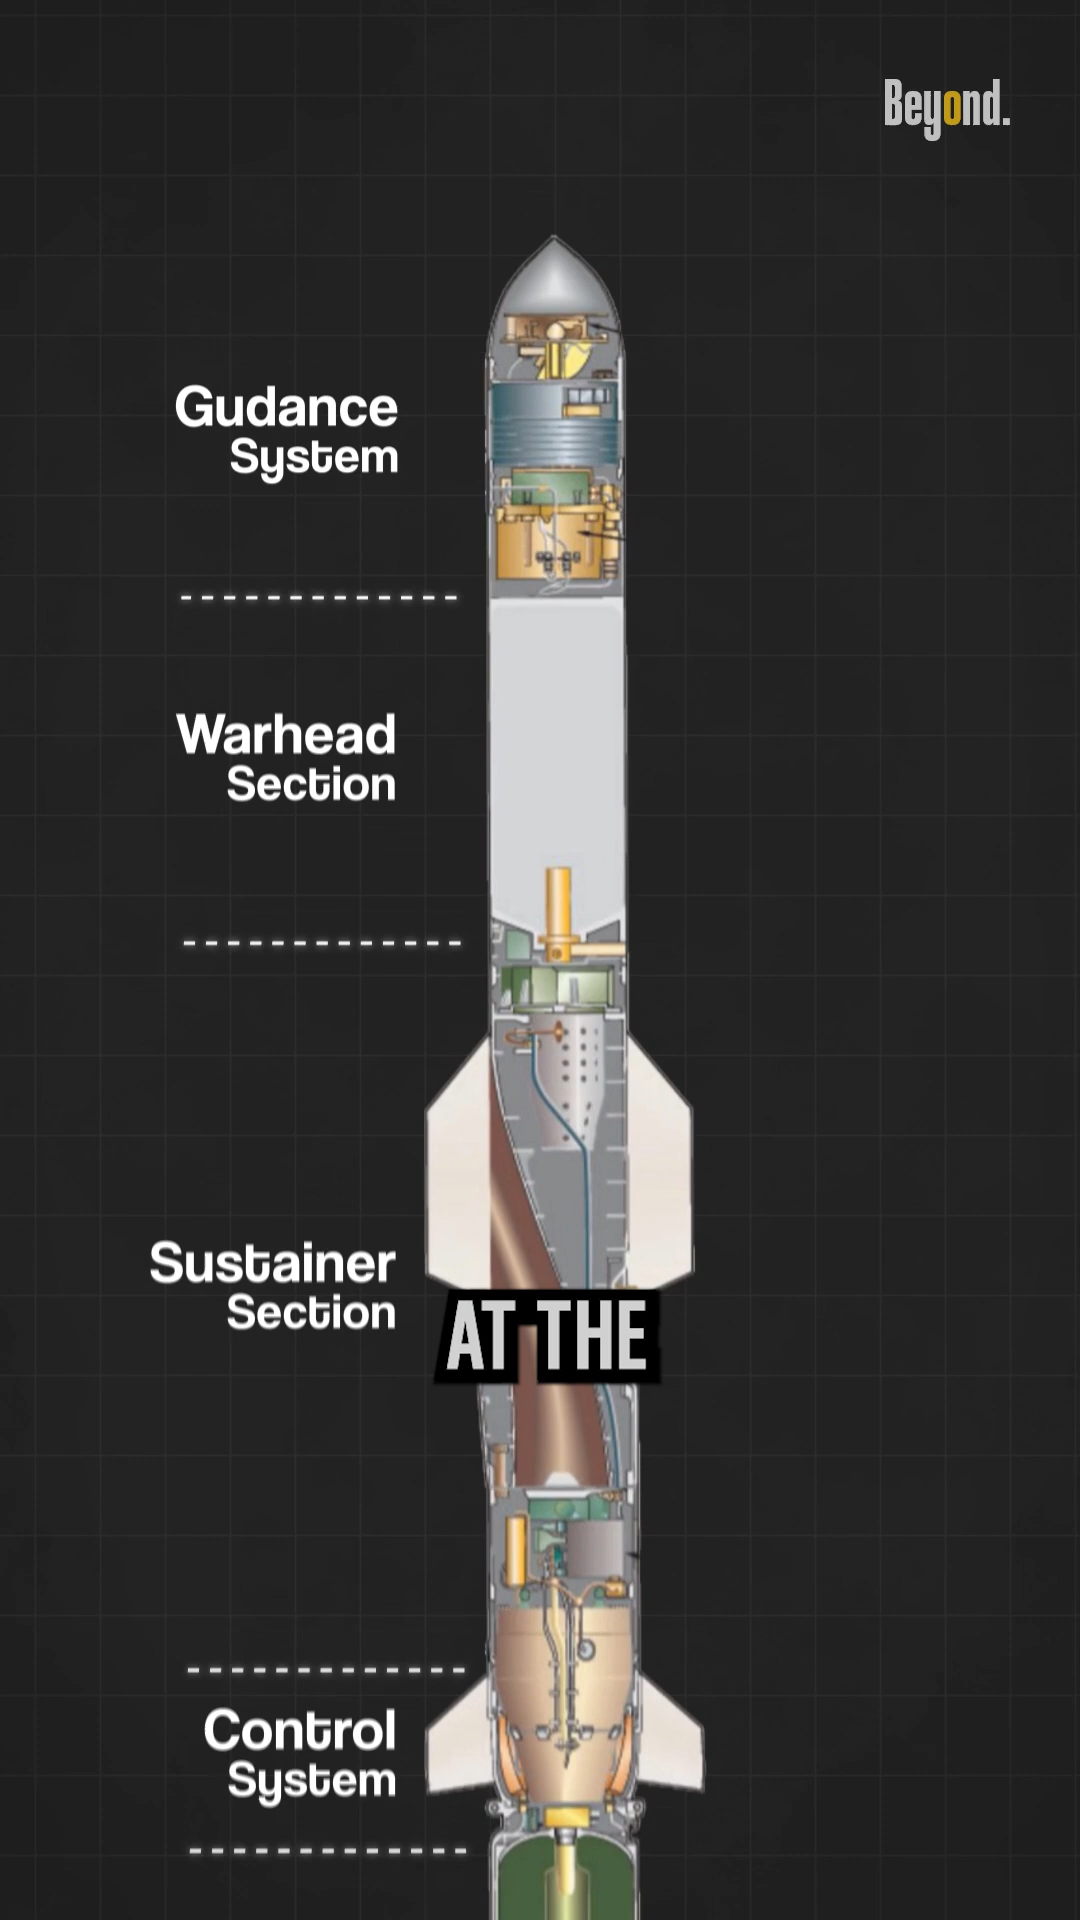 Beyond.
Gudance
System
Warhead
Section
Sustainer
Section
AT THE
Control
System